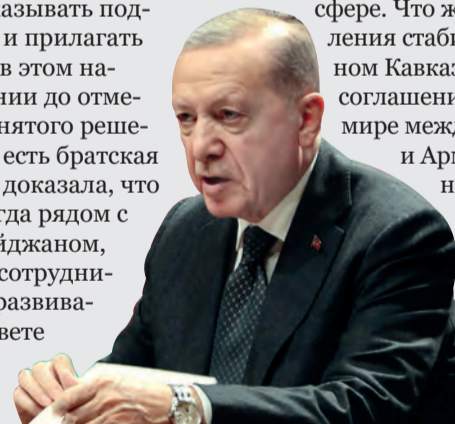 казывать под-
и прилагать
в этом на-
нии до отме-
нятого реше-
есть братская
доказала, что
гда рядом с
йджаном,
сотрудни-
развива-
вете
сфере. Что ж
ления стаби
ном Кавказ
соглашени
мире межд
и Арм
н